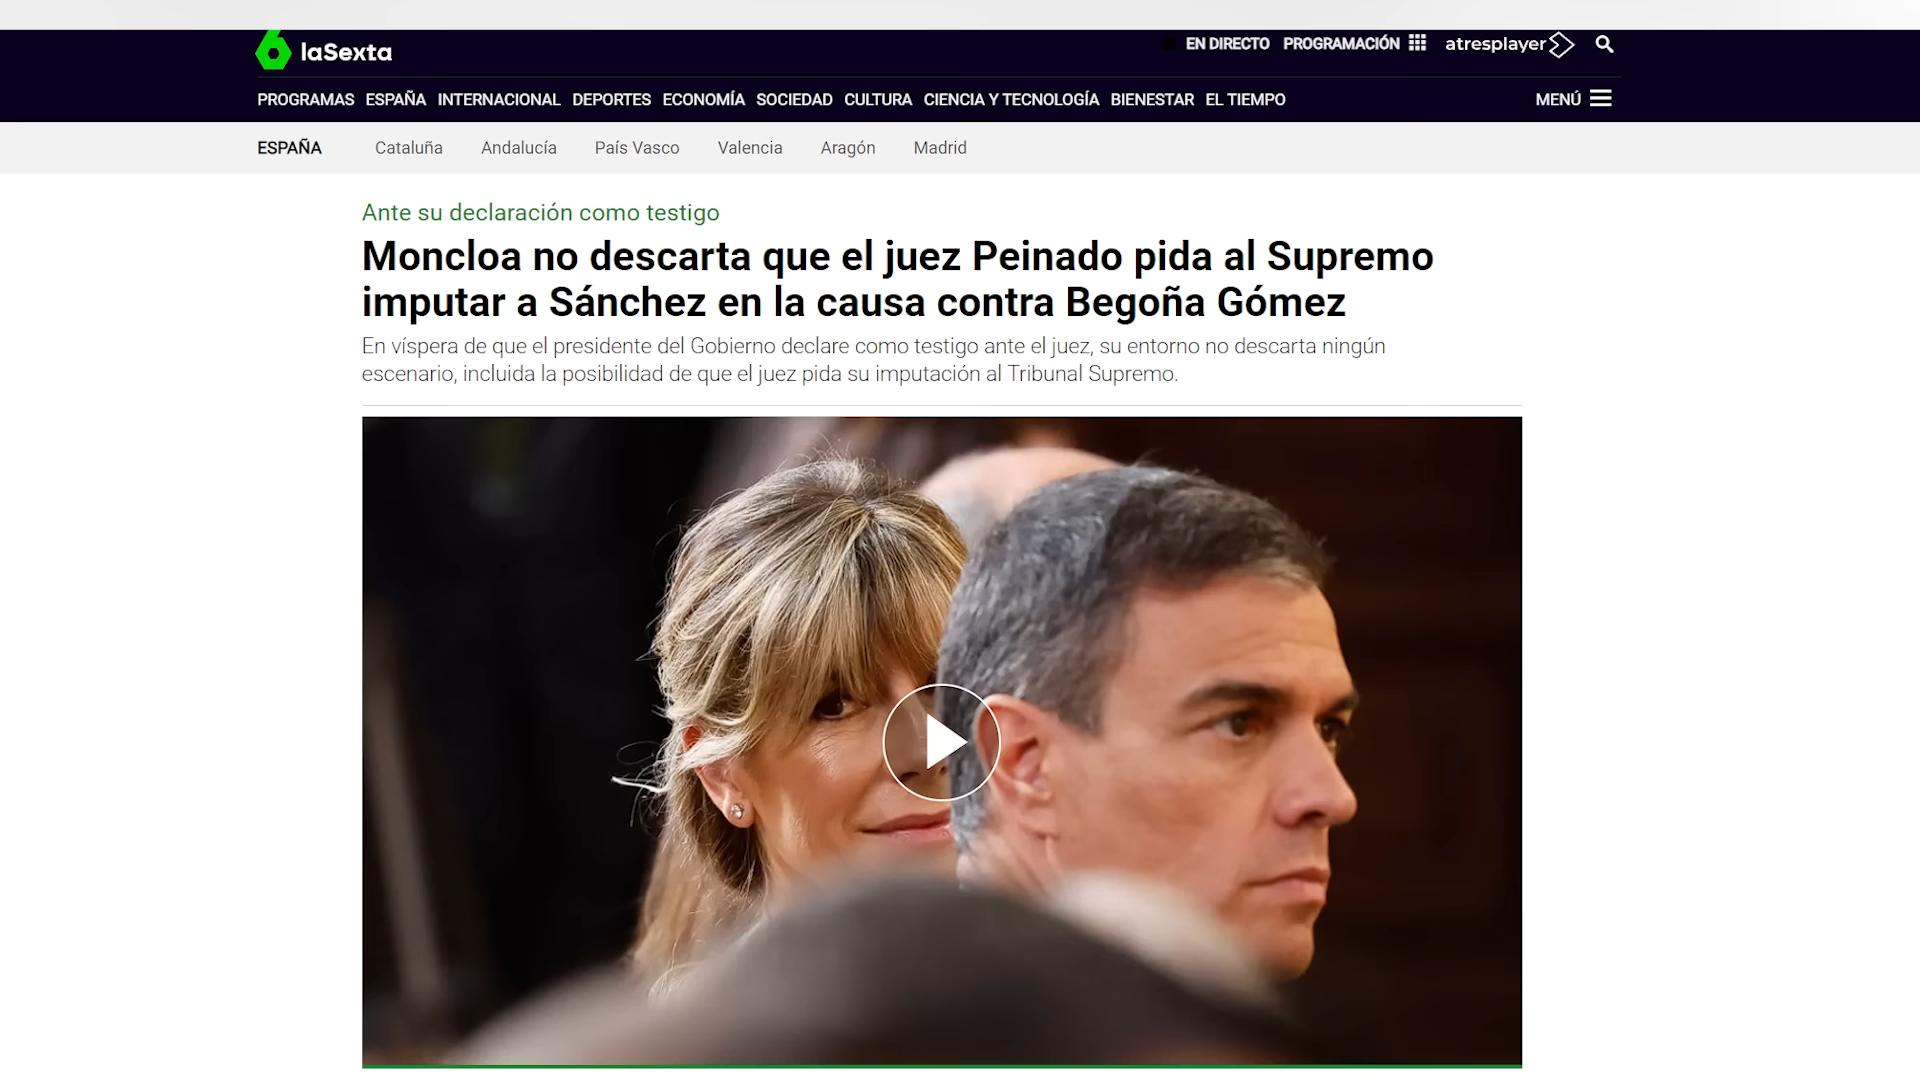 laSexta
EN DIRECTO PROGRAMACIÓN atresplayer
PROGRAMAS ESPAÑA INTERNACIONAL DEPORTES ECONOMÍA SOCIEDAD CULTURA CIENCIA Y TECNOLOGÍA BIENESTAR EL TIEMPO MENÚ
ESPAÑA Cataluña Andalucía País Vasco Valencia Aragón Madrid
Ante su declaración como testigo
Moncloa no descarta que el juez Peinado pida al Supremo
imputar a Sánchez en la causa contra Begoña Gómez
En víspera de que el presidente del Gobierno declare como testigo ante el juez, su entorno no descarta ningún
escenario, incluida la posibilidad de que el juez pida su imputación al Tribunal Supremo.